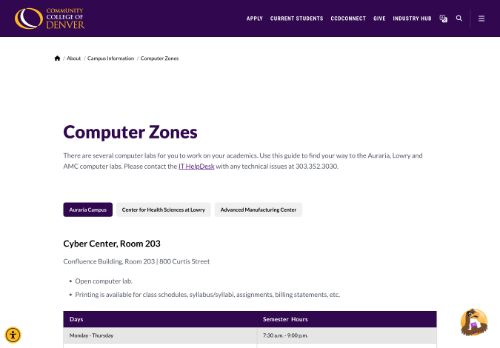 COMMUNITY
COLLEGE OF
DENVER
APPLY CURRENT STUDENTS CCDCONNECT GIVE INDUSTRY HUB
/ About / Campus Information / Computer Zones
Computer Zones
There are several computer labs for you to work on your academics. Use this guide to find your way to the Auraria, Lowry and
AMC computer labs. Please contact the IT HelpDesk with any technical issues at 303.352.3030.
Auraria Campus Center for Health Sciences at Lowry Advanced Manufacturing Center
Cyber Center, Room 203
Confluence Building, Room 203 | 800 Curtis Street
• Open computer lab.
• Printing is available for class schedules, syllabus/syllabi, assignments, billing statements, etc.
Days Semester Hours
Monday - Thursday 7:30 a.m. - 9:00 p.m.